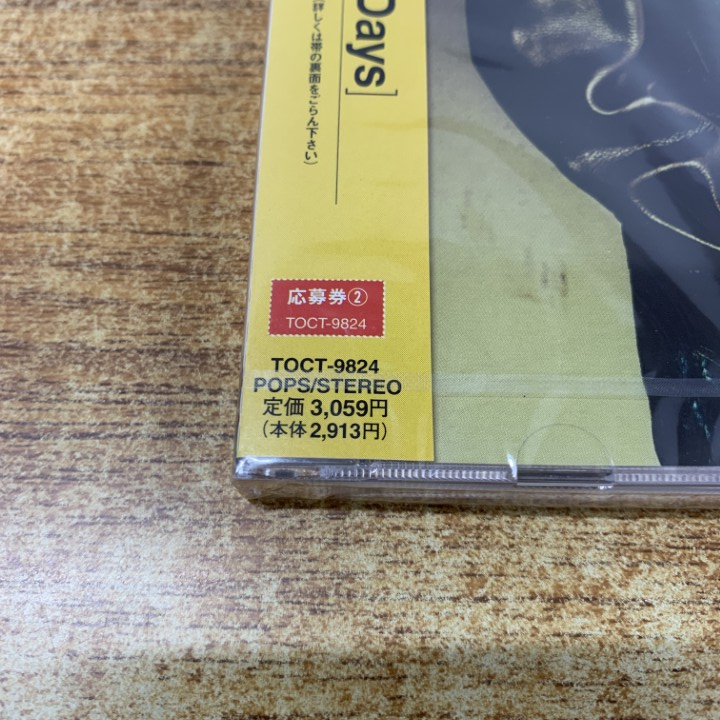 Days]
(詳しくは帯の裏面をごらん下さい)
応募券②
TOCT-9824
TOCT-9824
POPS/STEREO
定価 3,059円
(本体2,913円)